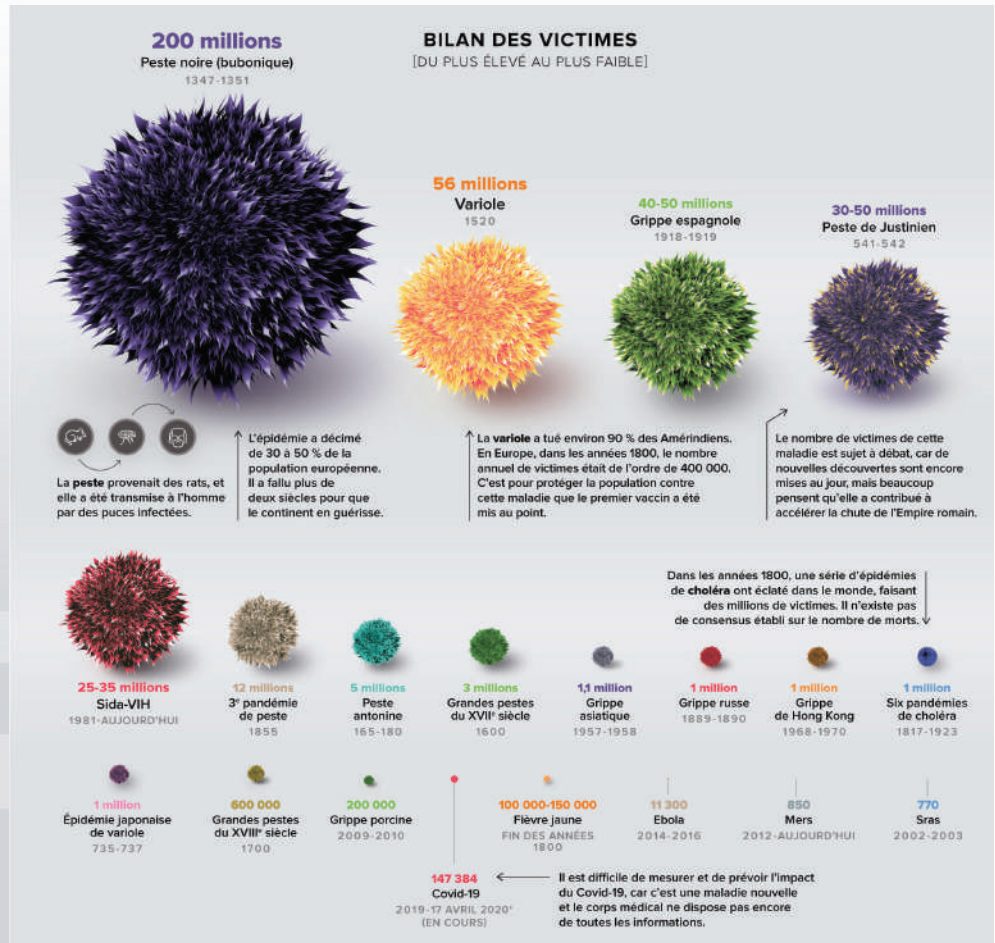 BILAN DES VICTIMES
[DU PLUS ÉLEVÉ AU PLUS FAIBLE]
200 millions
Peste noire (bubonique)
1347-1351
56 millions
Variole
1520
40-50 millions
Grippe espagnole
1918-1919
30-50 millions
Peste de Justinien
541-542
La peste provenait des rats, et
elle a été transmise à l'homme
par des puces infectées.
L'épidémie a décimé
de 30 à 50 % de la
population européenne.
Il a fallu plus de
deux siècles pour que
le continent en guérisse.
La variole a tué environ 90 % des Amérindiens.
En Europe, dans les années 1800, le nombre
annuel de victimes était de l'ordre de 400 000.
C'est pour protéger la population contre
cette maladie que le premier vaccin a été
mis au point.
Le nombre de victimes de cette
maladie est sujet à débat, car de
nouvelles découvertes sont encore
mises au jour, mais beaucoup
pensent qu'elle a contribué à
accélérer la chute de l'Empire romain.
Dans les années 1800, une série d'épidémies
de choléra ont éclaté dans le monde, faisant
des millions de victimes. Il n'existe pas
de consensus établi sur le nombre de morts.
25-35 millions
Sida-VIH
1981-AUJOURD'HUI
12 millions
3e pandémie
de peste
1855
5 millions
Peste
antonine
165-180
3 millions
Grandes pestes
du XVIIe siècle
1600
1,1 million
Grippe
asiatique
1957-1958
1 million
Grippe russe
1889-1890
1 million
Grippe
de Hong Kong
1968-1970
1 million
Six pandémies
de choléra
1817-1923
1 million
Épidémie japonaise
de variole
735-737
600 000
Grandes pestes
du XVIIIe siècle
1700
200 000
Grippe porcine
2009-2010
147 384
Covid-19
2019-17 AVRIL 2020*
(EN COURS)
100 000-150 000
Fièvre jaune
FIN DES ANNÉES
1800
11 300
Ebola
2014-2016
850
Mers
2012-AUJOURD'HUI
770
Sras
2002-2003
Il est difficile de mesurer et de prévoir l'impact
du Covid-19, car c'est une maladie nouvelle
et le corps médical ne dispose pas encore
de toutes les informations.